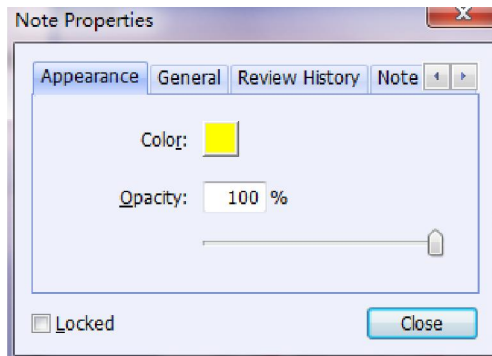 Note Properties
Appearance General Review History Note
Color:
Opacity: 100 %
Locked Close